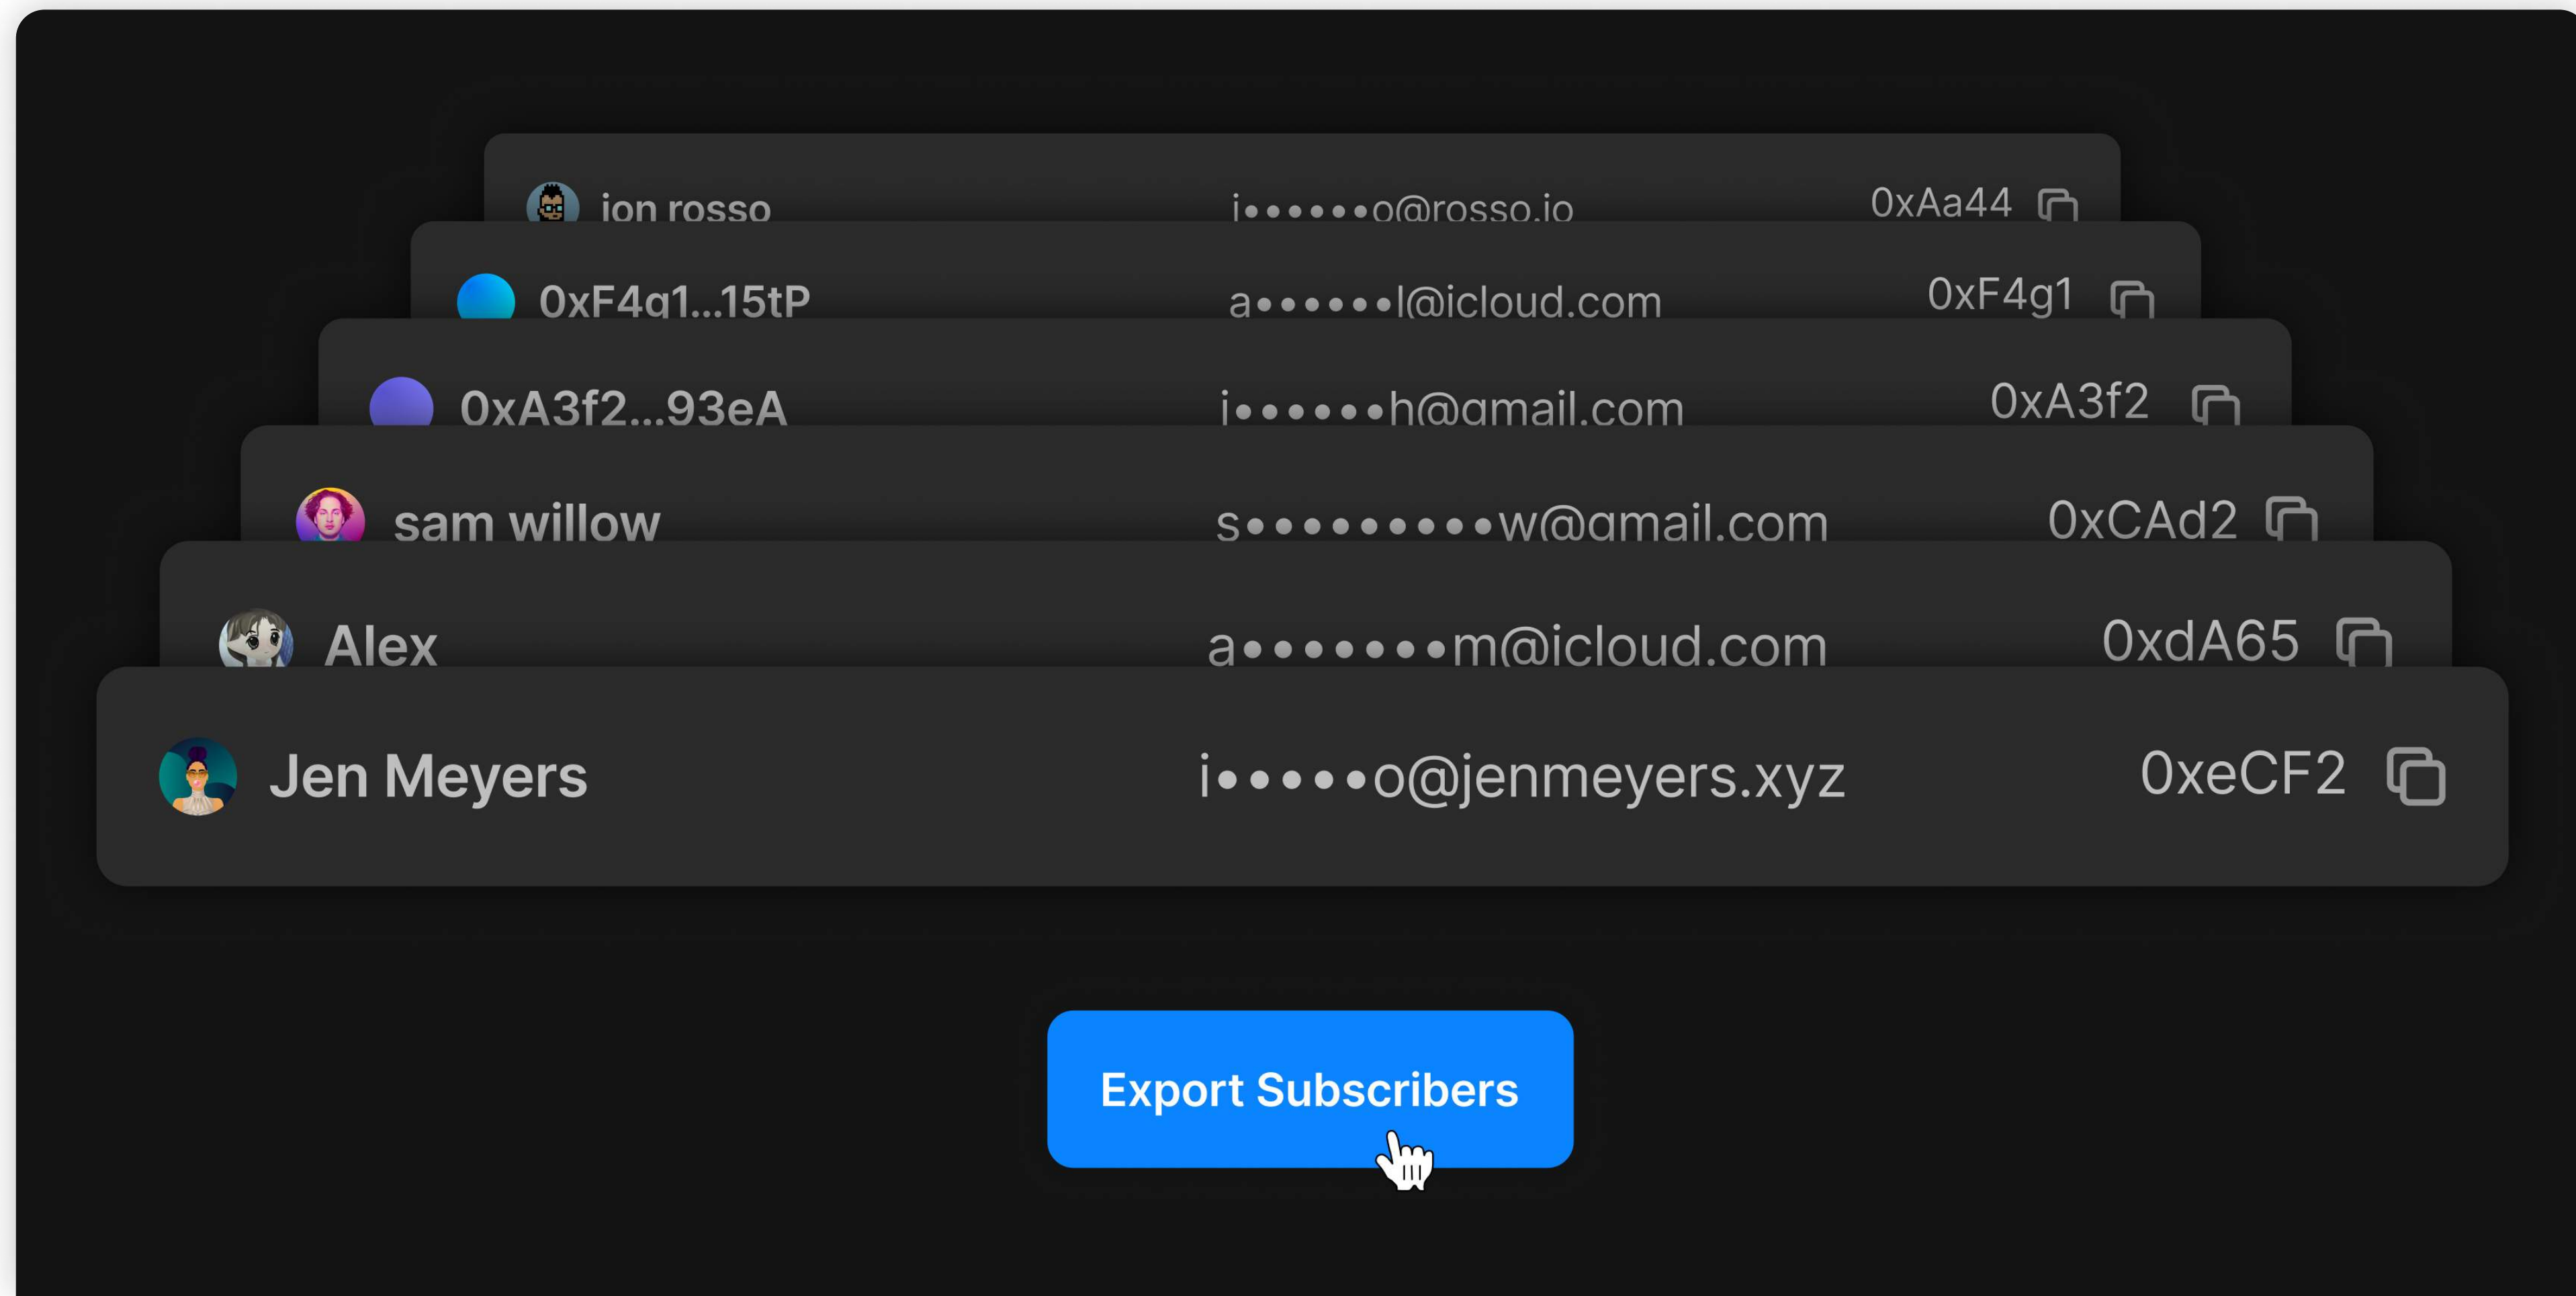 ion rosso i••••••o@rosso.io 0xAa44
0xF4g1...15tP a••••••l@icloud.com 0xF4g1
0xA3f2...93eA i••••••h@gmail.com 0xA3f2
sam willow s•••••••••w@gmail.com 0xCAd2
Alex a•••••••m@icloud.com 0xdA65
Jen Meyers i•••••o@jenmeyers.xyz 0xeCF2
Export Subscribers